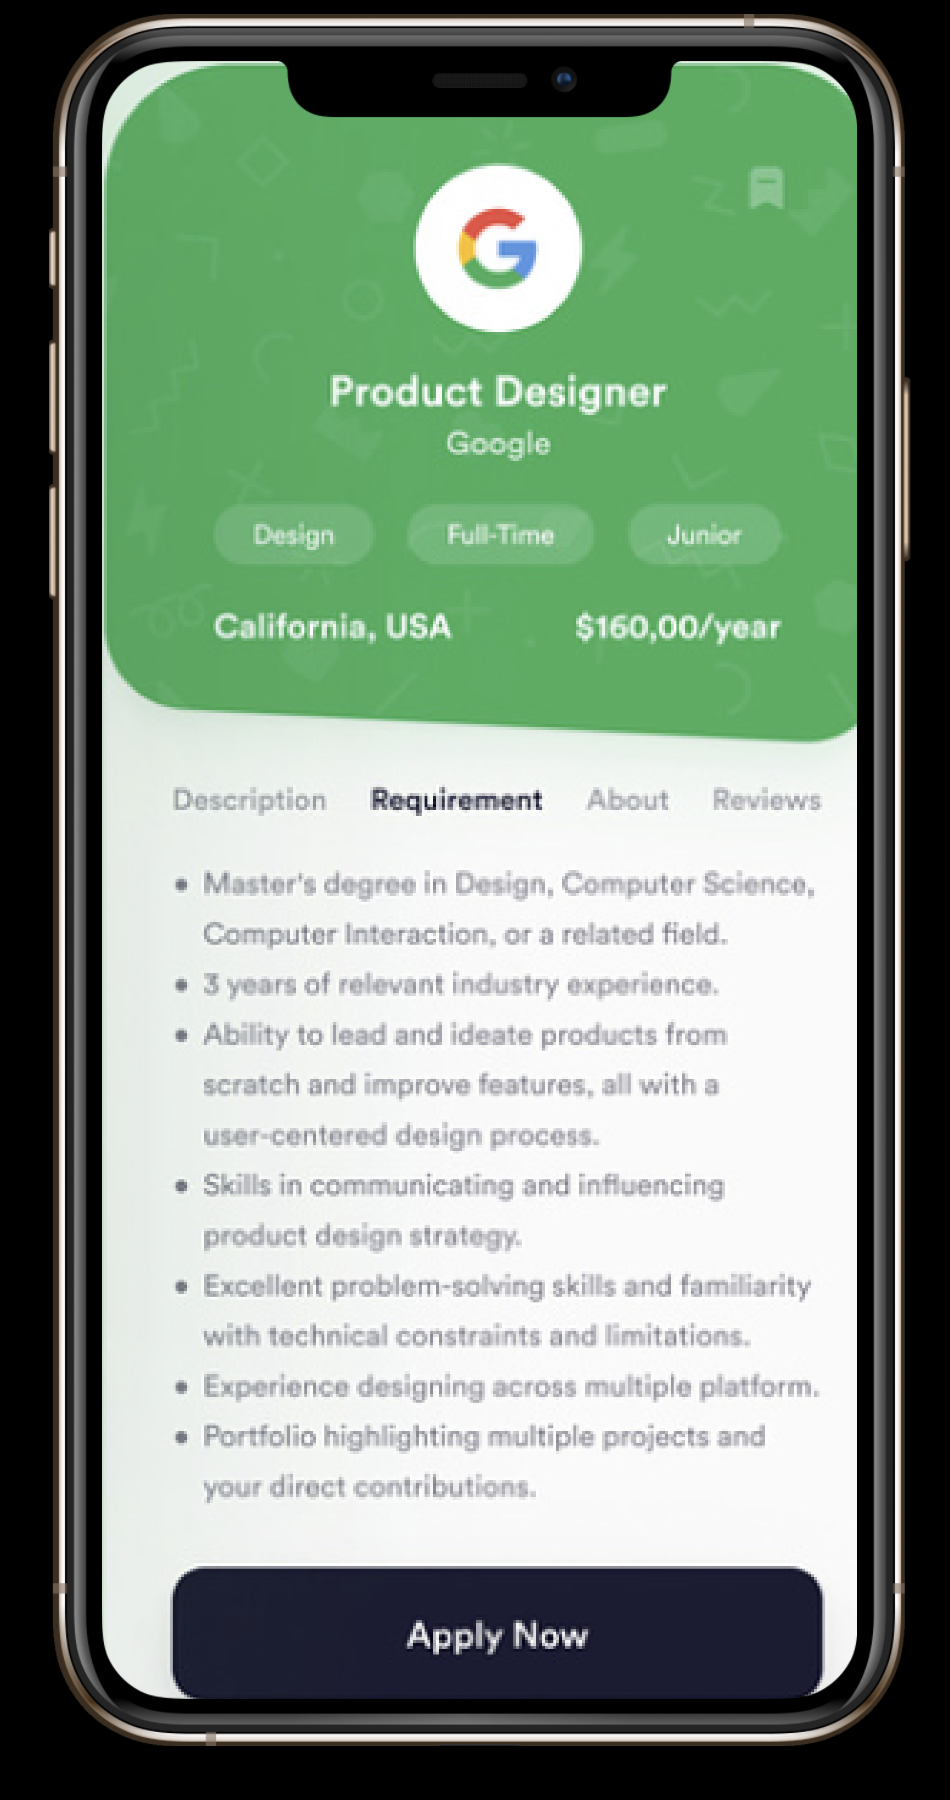 Product Designer
Google
Design Full-Time Junior
California, USA $160,00/year
Description Requirement About Reviews
• Master's degree in Design, Computer Science,
Computer Interaction, or a related field.
• 3 years of relevant industry experience.
• Ability to lead and ideate products from
scratch and improve features, all with a
user-centered design process.
• Skills in communicating and influencing
product design strategy.
• Excellent problem-solving skills and familiarity
with technical constraints and limitations.
• Experience designing across multiple platform.
• Portfolio highlighting multiple projects and
your direct contributions.
Apply Now